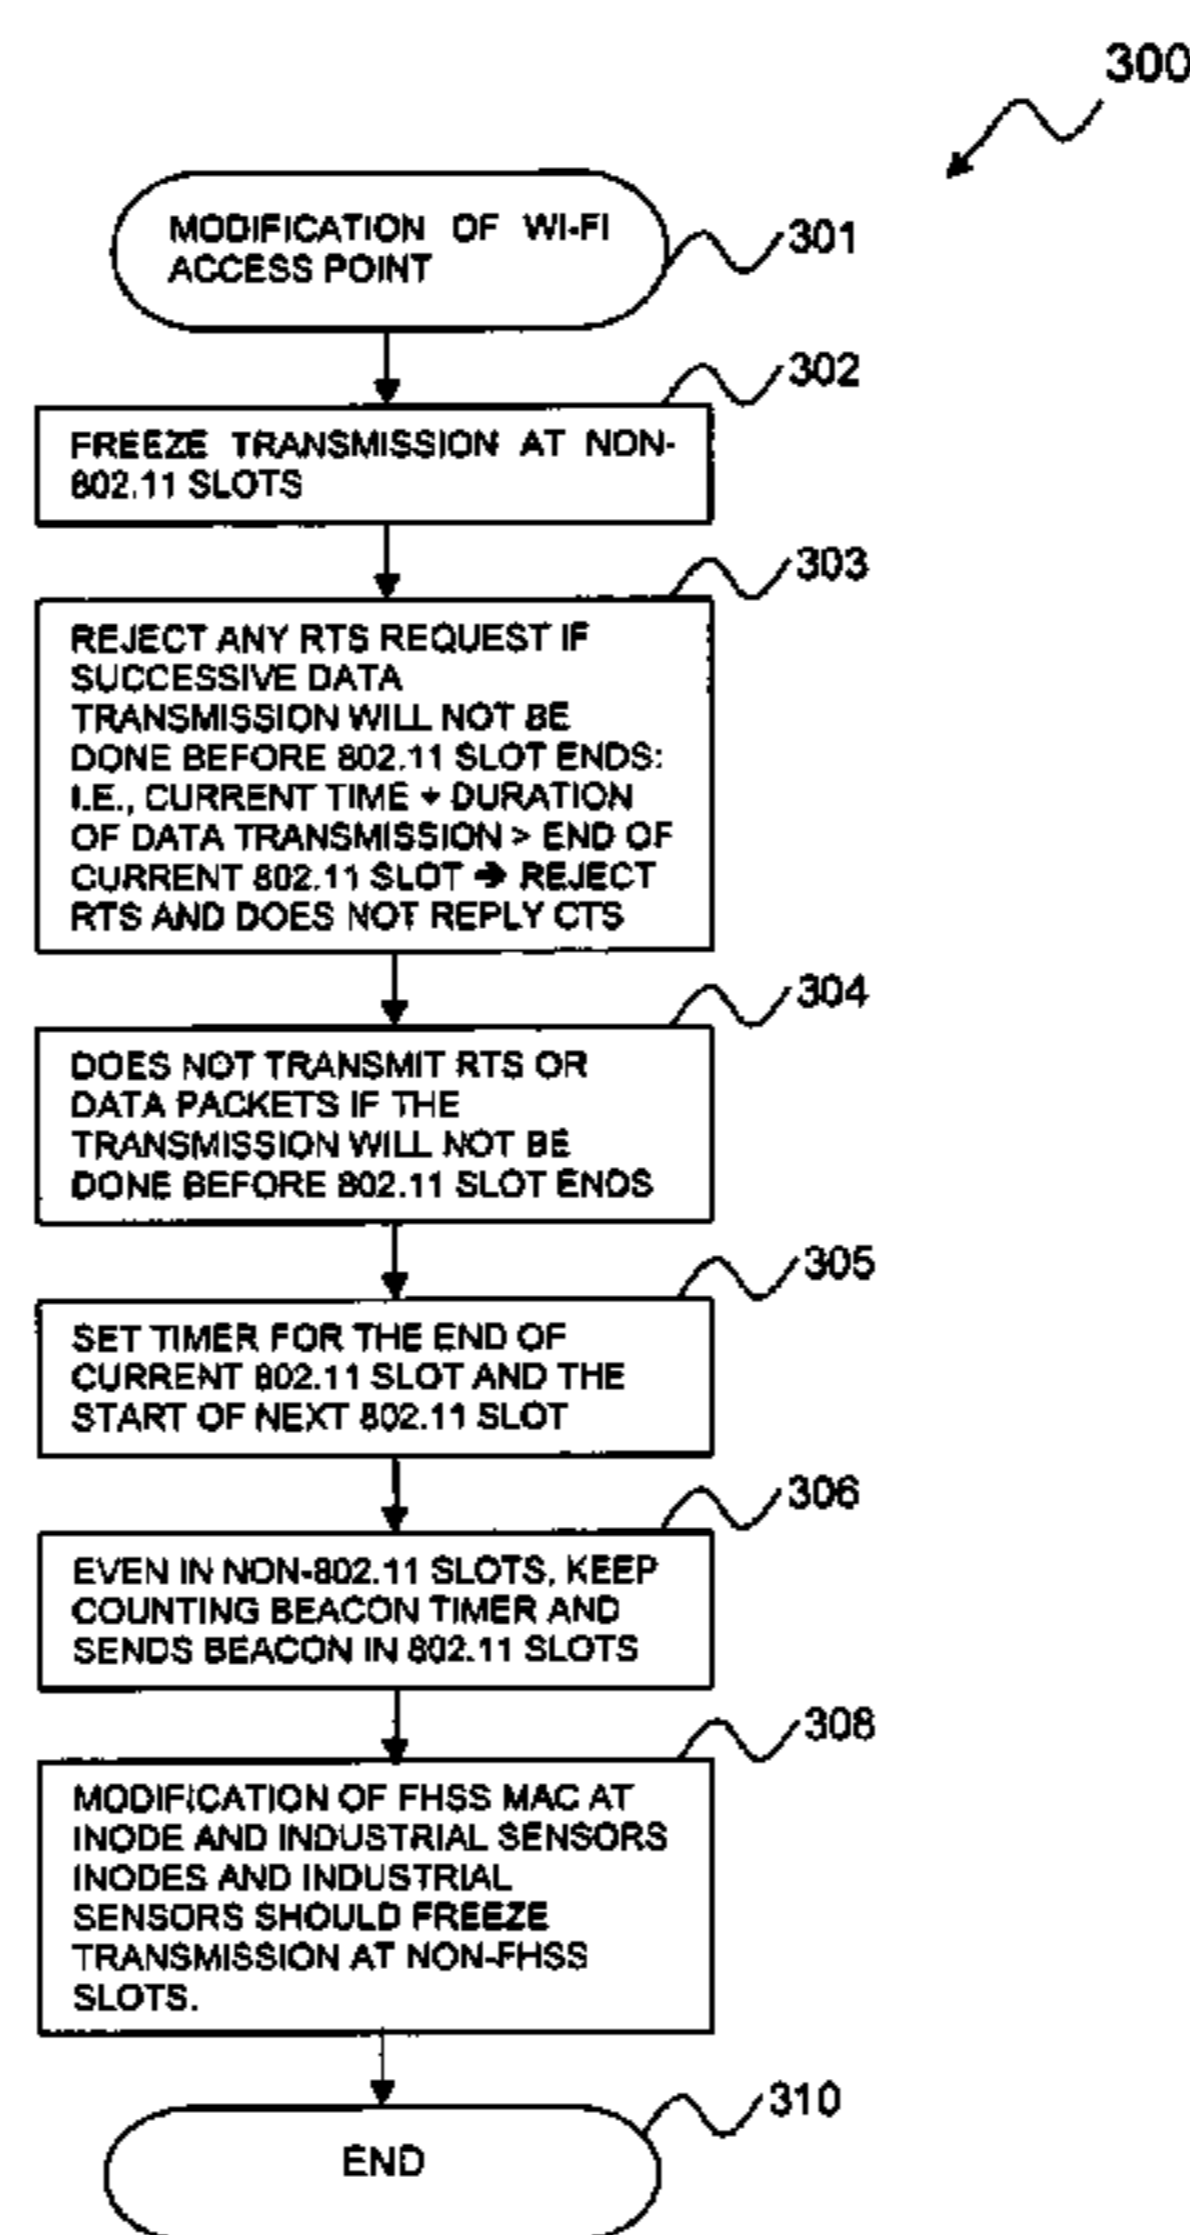 300
MODIFICATION OF WI-FI
ACCESS POINT
301
302
FREEZE TRANSMISSION AT NON-
802.11 SLOTS
303
REJECT ANY RTS REQUEST IF
SUCCESSIVE DATA
TRANSMISSION WILL NOT BE
DONE BEFORE 802.11 SLOT ENDS:
I.E., CURRENT TIME + DURATION
OF DATA TRANSMISSION > END OF
CURRENT 802.11 SLOT → REJECT
RTS AND DOES NOT REPLY CTS
304
DOES NOT TRANSMIT RTS OR
DATA PACKETS IF THE
TRANSMISSION WILL NOT BE
DONE BEFORE 802.11 SLOT ENDS
305
SET TIMER FOR THE END OF
CURRENT 802.11 SLOT AND THE
START OF NEXT 802.11 SLOT
306
EVEN IN NON-802.11 SLOTS, KEEP
COUNTING BEACON TIMER AND
SENDS BEACON IN 802.11 SLOTS
308
MODIFICATION OF FHSS MAC AT
INODE AND INDUSTRIAL SENSORS
INODES AND INDUSTRIAL
SENSORS SHOULD FREEZE
TRANSMISSION AT NON-FHSS
SLOTS.
310
END